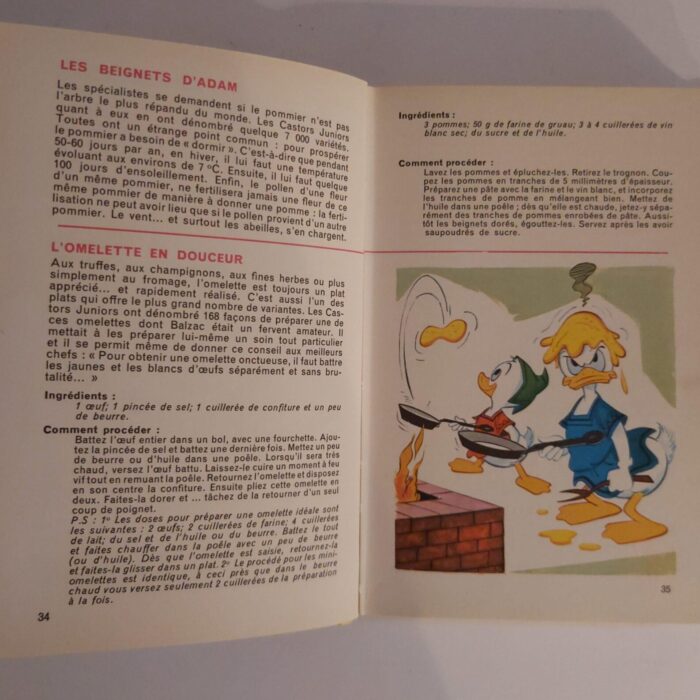 LES BEIGNETS D'ADAM
Les spécialistes se demandent si le pommier n'est pas
l'arbre le plus répandu du monde. Les Castors Juniors
quant à eux en ont dénombré quelque 7 000 variétés.
Toutes ont un étrange point commun : pour prospérer
le pommier a besoin de « dormir ». C'est-à-dire que pendant
50-60 jours par an, en hiver, il lui faut une température
évoluant aux environs de 7 °C. Ensuite, il lui faut quelque
100 jours d'ensoleillement. Enfin, le pollen d'une fleur
d'un même pommier, ne fertilisera jamais une fleur de ce
même pommier de manière à donner une pomme : la ferti-
lisation ne peut avoir lieu que si le pollen provient d'un autre
pommier. Le vent... et surtout les abeilles, s'en chargent.
L'OMELETTE EN DOUCEUR
Aux truffes, aux champignons, aux fines herbes ou plus
simplement au fromage, l'omelette est toujours un plat
apprécié... et rapidement réalisé. C'est aussi l'un des
plats qui offre le plus grand nombre de variantes. Les Cas-
tors Juniors ont dénombré 168 façons de préparer une de
ces omelettes dont Balzac était un fervent amateur. Il
mettait à les préparer lui-même un soin tout particulier
et il se permit même de donner ce conseil aux meilleurs
chefs : « Pour obtenir une omelette onctueuse, il faut battre
les jaunes et les blancs d'œufs séparément et sans bru-
talité... »
Ingrédients :
1 œuf; 1 pincée de sel; 1 cuillerée de confiture et un peu
de beurre.
Comment procéder :
Battez l'œuf entier dans un bol, avec une fourchette. Ajou-
tez la pincée de sel et battez une dernière fois. Mettez un peu
de beurre ou d'huile dans une poêle. Lorsqu'il sera très
chaud, versez l'œuf battu. Laissez-le cuire un moment à feu
vif tout en remuant la poêle. Retournez l'omelette et disposez
en son centre la confiture. Ensuite pliez cette omelette en
deux. Faites-la dorer et ... tâchez de la retourner d'un seul
coup de poignet.
P.S : 1º Les doses pour préparer une omelette idéale sont
les suivantes : 2 œufs; 2 cuillerées de farine; 4 cuillerées
de lait; du sel et de l'huile ou du beurre. Battez le tout
et faites chauffer dans la poêle avec un peu de beurre
(ou d'huile). Dès que l'omelette est saisie, retournez-la
et faites-la glisser dans un plat. 2º Le procédé pour les mini-
omelettes est identique, à ceci près que dans le beurre
chaud vous versez seulement 2 cuillerées de la préparation
à la fois.
34
Ingrédients :
3 pommes; 50 g de farine de gruau; 3 à 4 cuillerées de vin
blanc sec; du sucre et de l'huile.
Comment procéder :
Lavez les pommes et épluchez-les. Retirez le trognon. Cou-
pez les pommes en tranches de 5 millimètres d'épaisseur.
Préparez une pâte avec la farine et le vin blanc, et incorporez
les tranches de pomme en mélangeant bien. Mettez de
l'huile dans une poêle ; dès qu'elle est chaude, jetez-y sépa-
rément des tranches de pommes enrobées de pâte. Aussi-
tôt les beignets dorés, égouttez-les. Servez après les avoir
saupoudrés de sucre.
35